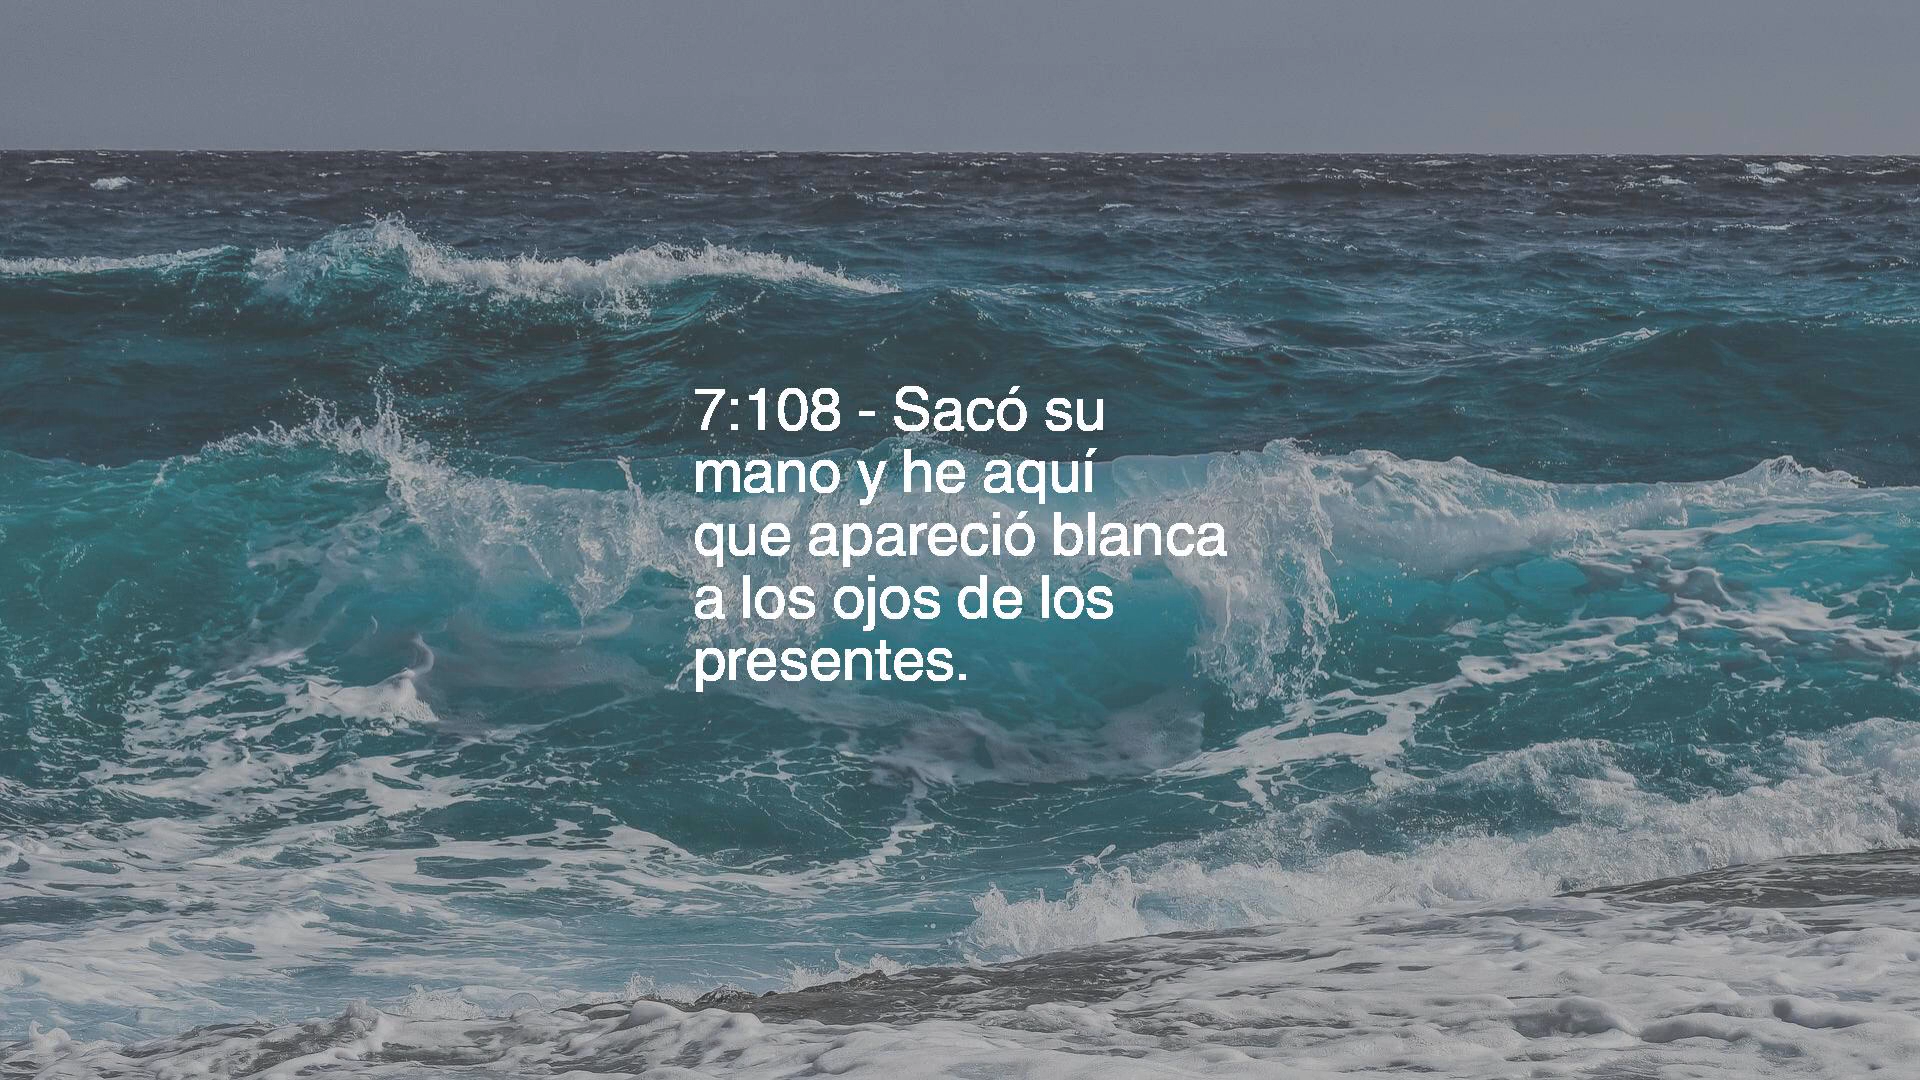 7:108 - Sacó su
mano y he aquí
que apareció blanca
a los ojos de los
presentes.